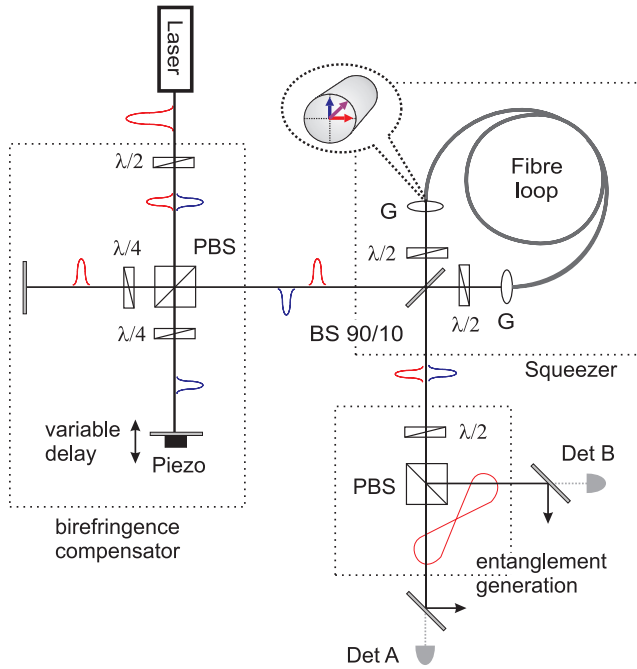 Laser
λ/2
λ/4
PBS
λ/4
variable
delay
Piezo
birefringence
compensator
Fibre
loop
G
λ/2
BS 90/10
λ/2
G
Squeezer
λ/2
PBS
Det B
entanglement
generation
Det A